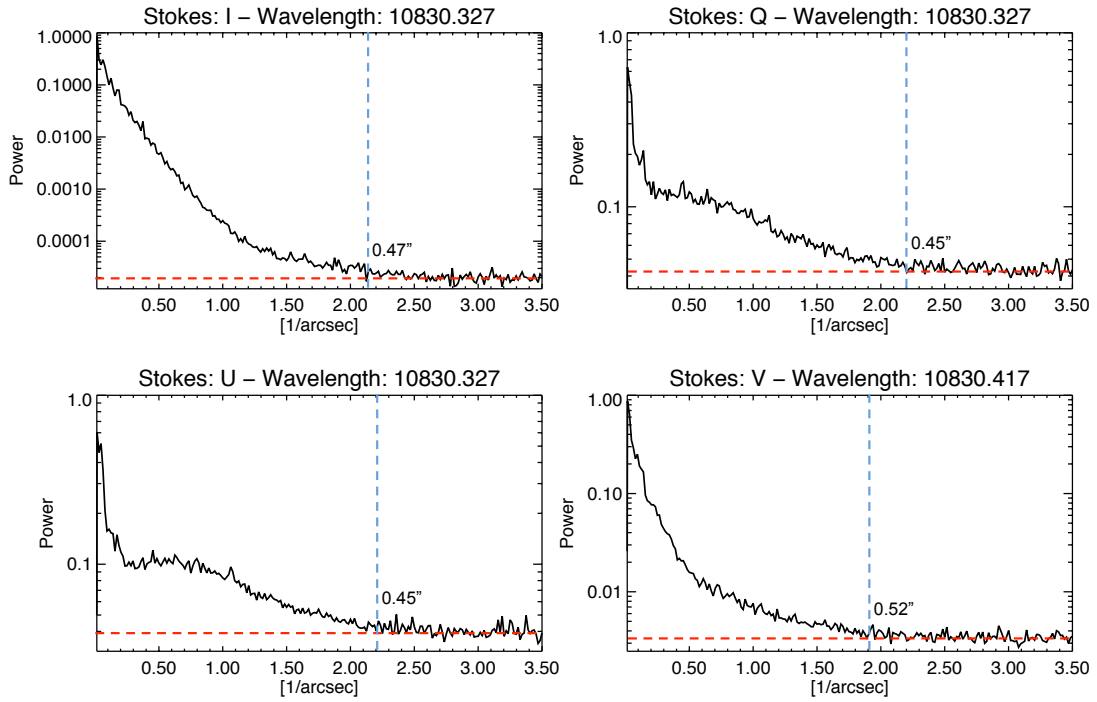 Stokes: I − Wavelength: 10830.327
1.0000
0.1000
0.0100
0.0010
0.0001
Power
0.47”
0.50 1.00 1.50 2.00 2.50 3.00 3.50
[1/arcsec]
Stokes: Q − Wavelength: 10830.327
1.0
0.1
Power
0.45”
0.50 1.00 1.50 2.00 2.50 3.00 3.50
[1/arcsec]
Stokes: U − Wavelength: 10830.327
1.0
0.1
Power
0.45”
0.50 1.00 1.50 2.00 2.50 3.00 3.50
[1/arcsec]
Stokes: V − Wavelength: 10830.417
1.00
0.10
0.01
Power
0.52”
0.50 1.00 1.50 2.00 2.50 3.00 3.50
[1/arcsec]